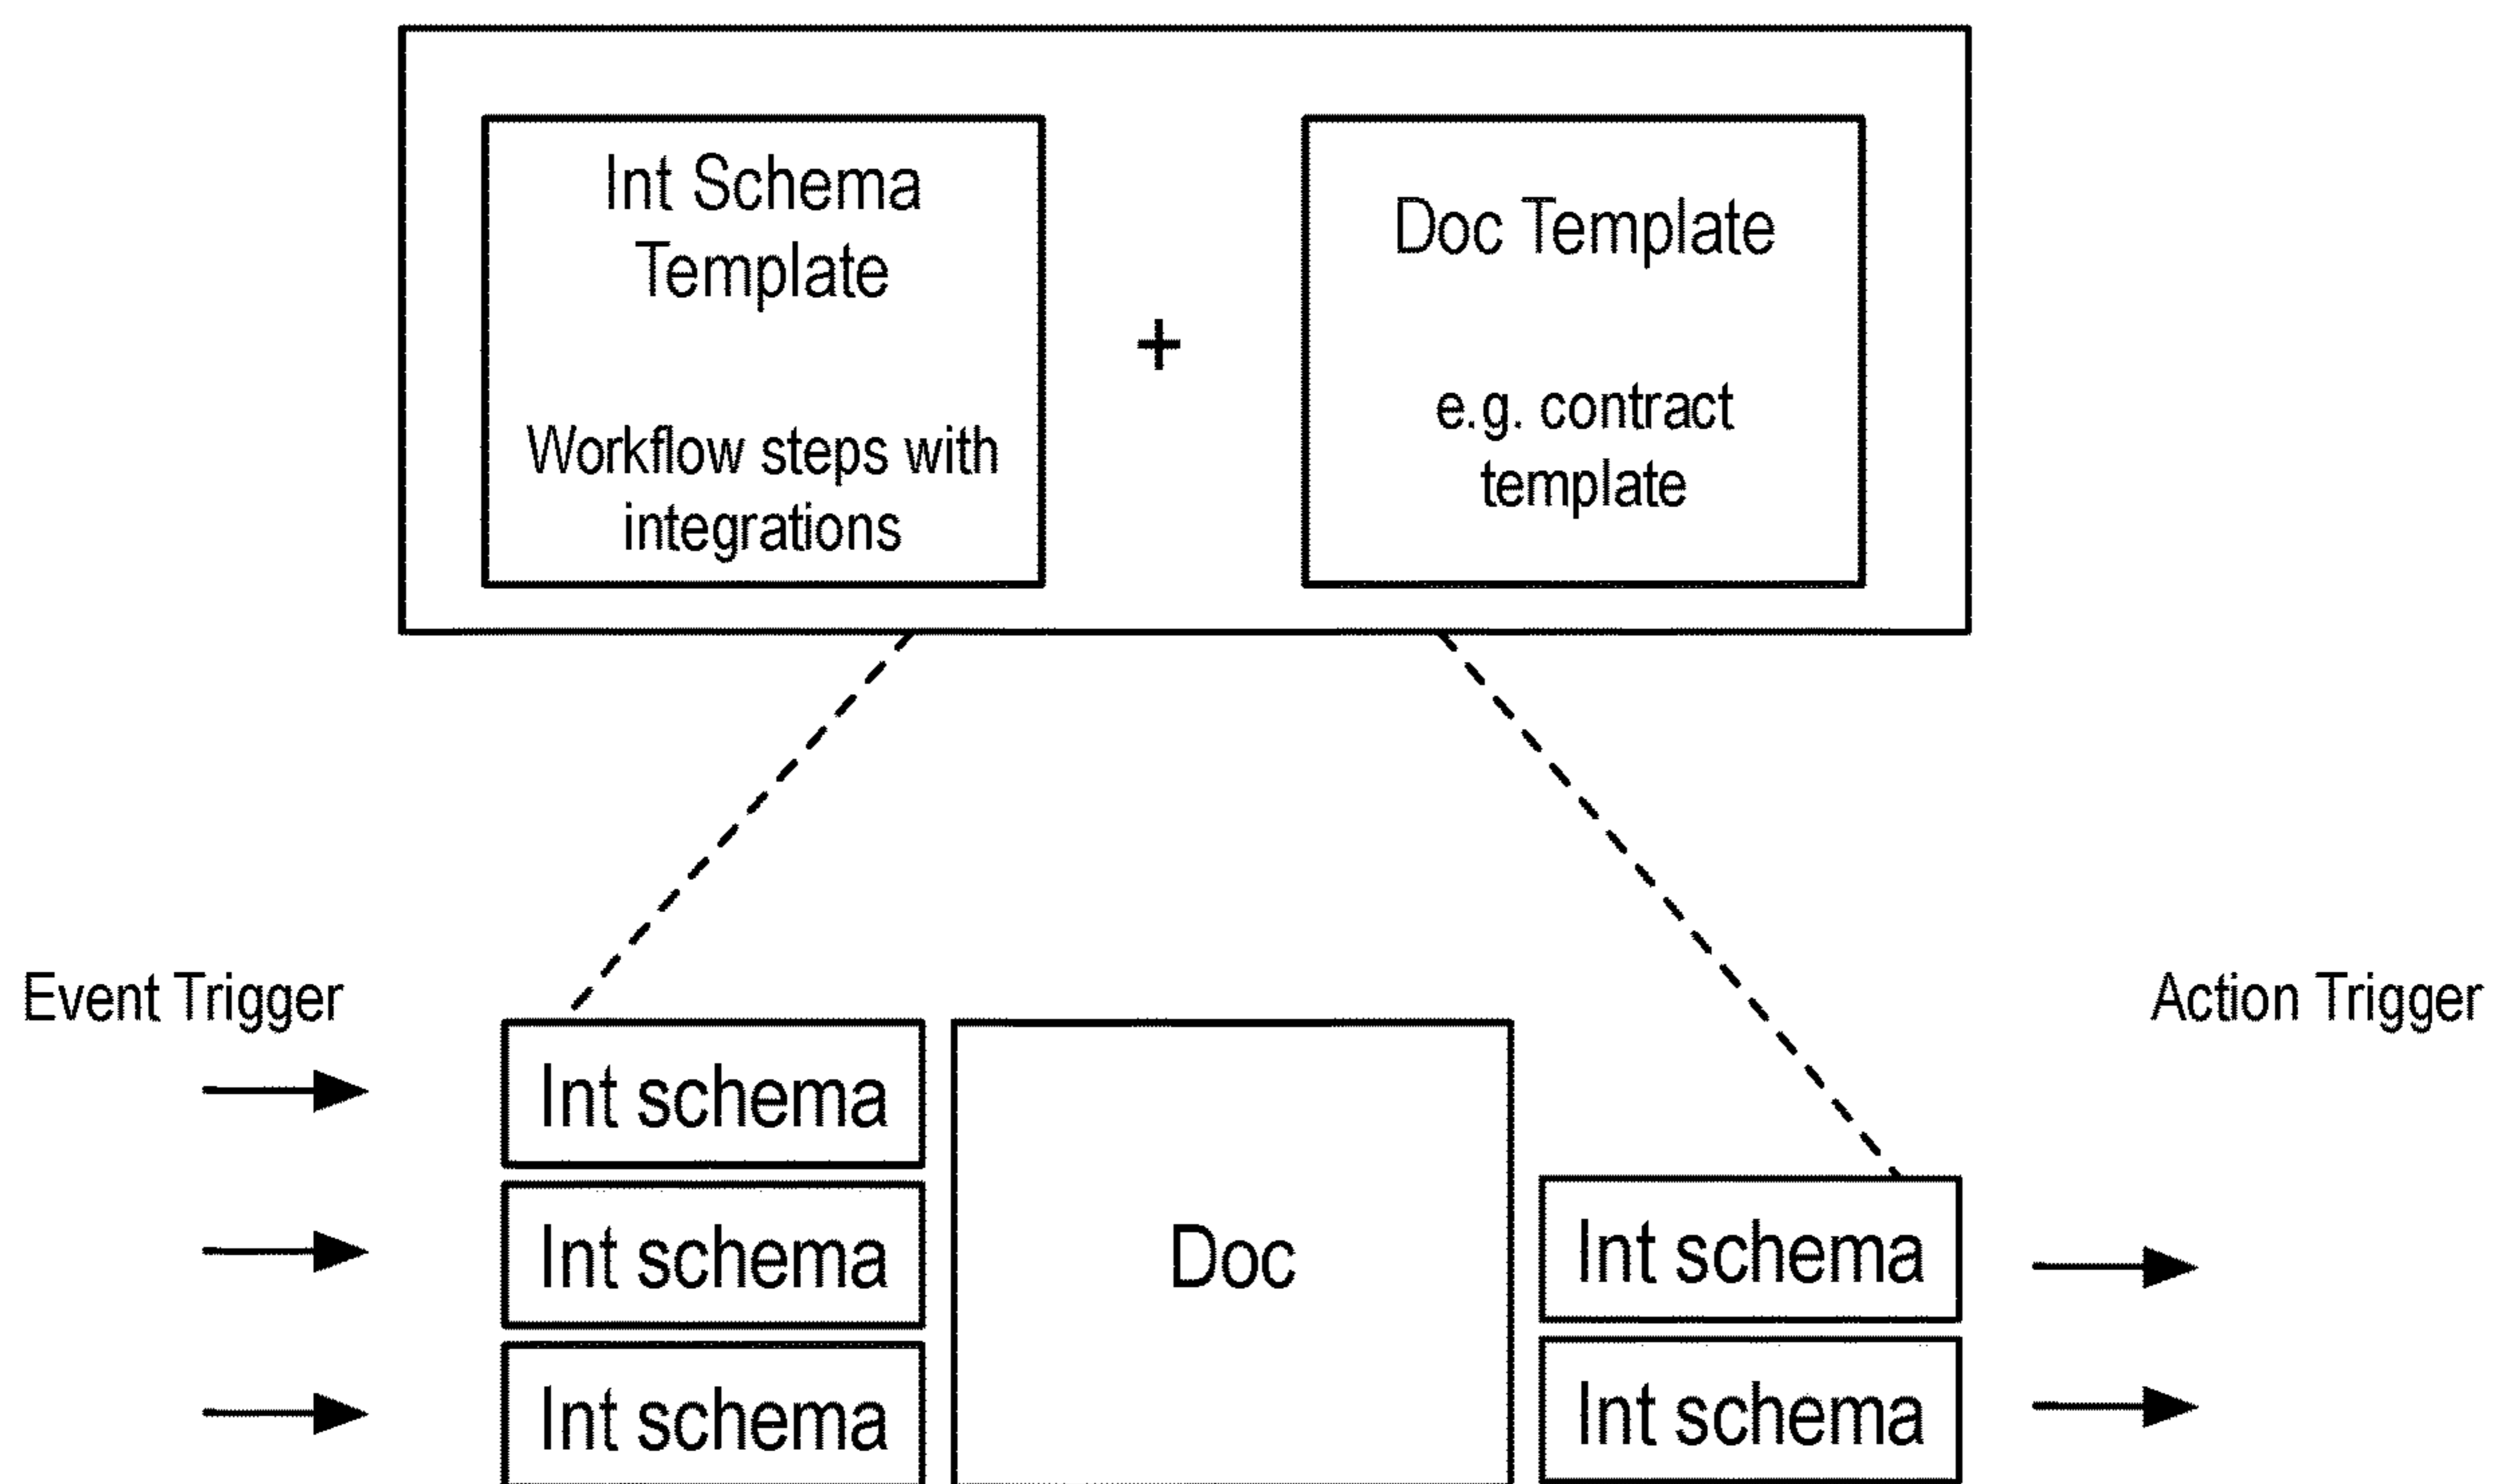 Int Schema
Template
Workflow steps with
integrations
+
Doc Template
e.g. contract
template
Event Trigger
Action Trigger
Int schema
Int schema
Int schema
Doc
Int schema
Int schema